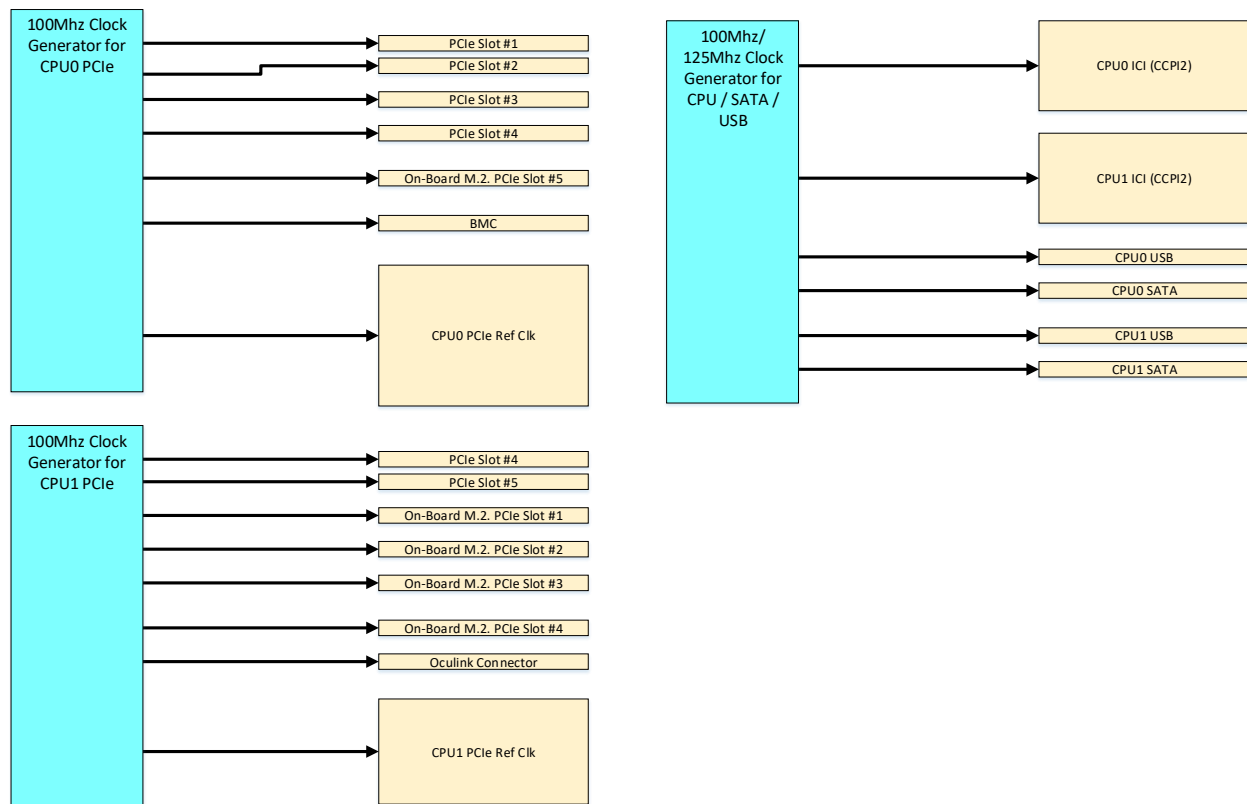 100Mhz Clock
Generator for
CPU0 PCIe
PCIe Slot #1
PCIe Slot #2
PCIe Slot #3
PCIe Slot #4
On-Board M.2. PCIe Slot #5
BMC
CPU0 PCIe Ref Clk
100Mhz Clock
Generator for
CPU1 PCIe
PCIe Slot #4
PCIe Slot #5
On-Board M.2. PCIe Slot #1
On-Board M.2. PCIe Slot #2
On-Board M.2. PCIe Slot #3
On-Board M.2. PCIe Slot #4
Oculink Connector
CPU1 PCIe Ref Clk
100Mhz/
125Mhz Clock
Generator for
CPU / SATA /
USB
CPU0 ICI (CCPI2)
CPU1 ICI (CCPI2)
CPU0 USB
CPU0 SATA
CPU1 USB
CPU1 SATA